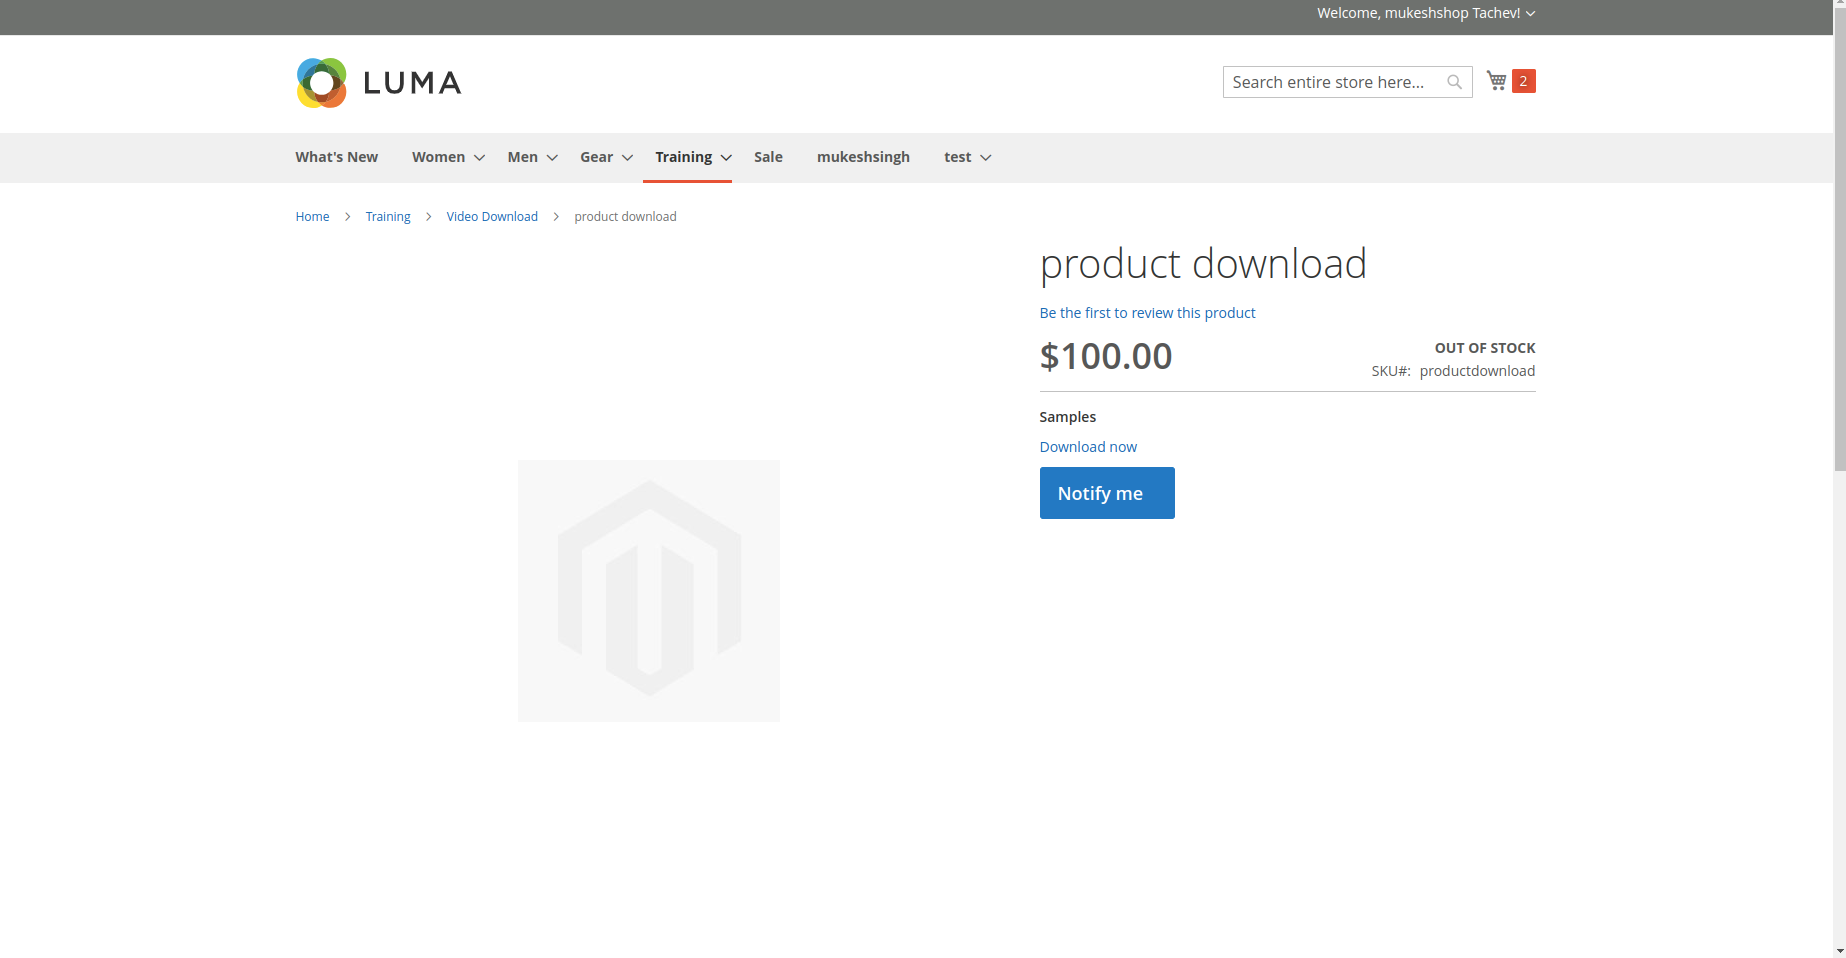 Welcome, mukeshshop Tachev!
LUMA
Search entire store here...
2
What's New Women Men Gear Training Sale mukeshsingh test
Home Training Video Download product download
product download
Be the first to review this product
$100.00
OUT OF STOCK
SKU#: productdownload
Samples
Download now
Notify me